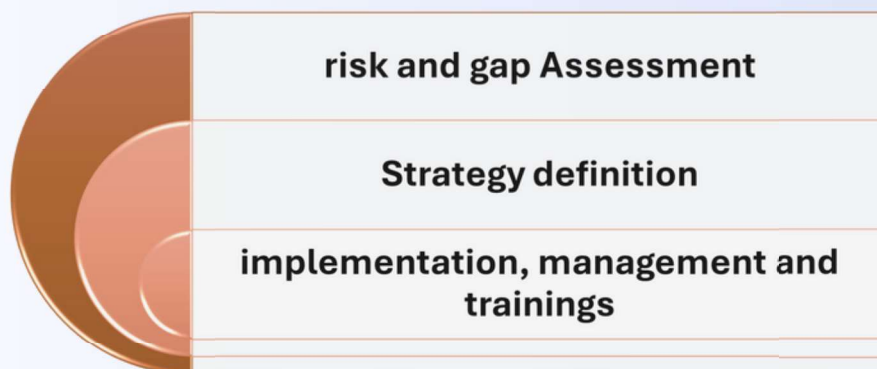 risk and gap Assessment
Strategy definition
implementation, management and
trainings